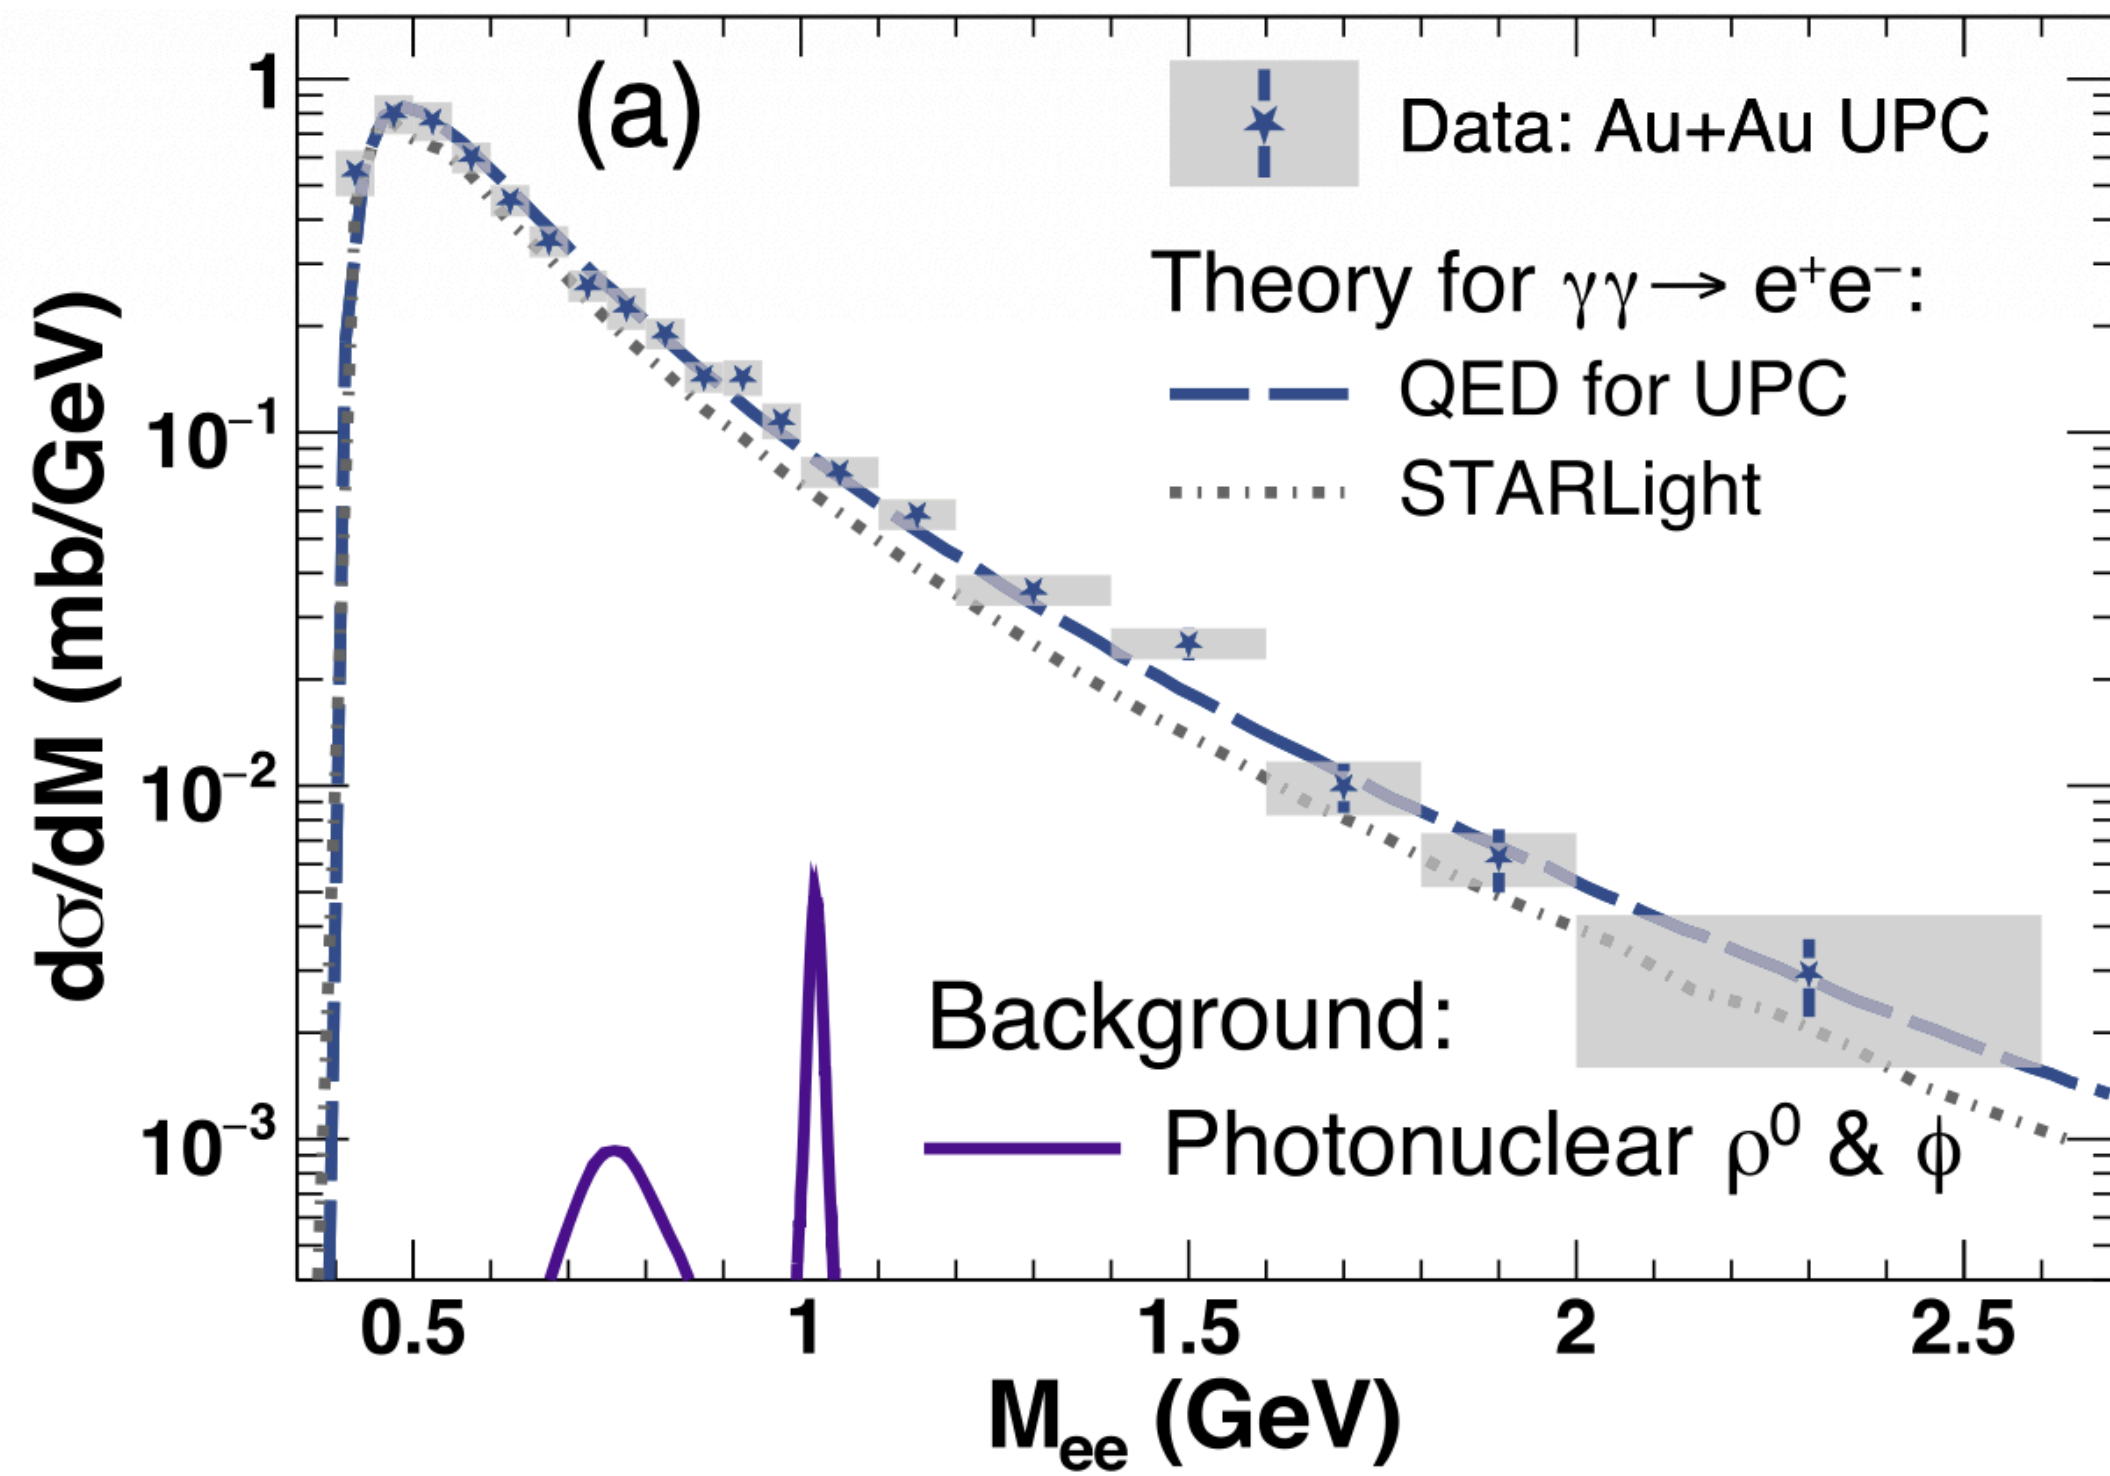 (a)
Data: Au+Au UPC
Theory for γγ→ e⁺e⁻:
QED for UPC
STARLight
Background:
Photonuclear ρ⁰ & ϕ
dσ/dM (mb/GeV)
1
10⁻¹
10⁻²
10⁻³
0.5 1 1.5 2 2.5
Mₑₑ (GeV)